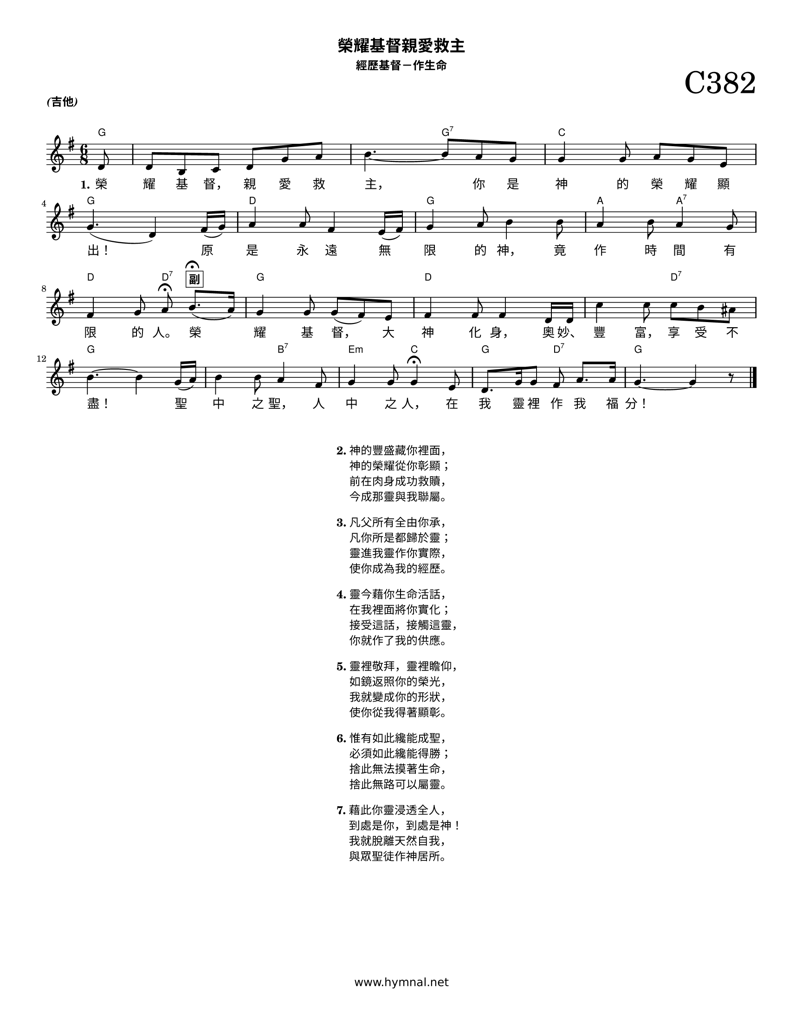 榮耀基督親愛救主
經歷基督－作生命
C382
(吉他)
G G7 C
1. 榮 耀 基 督， 親 愛 救 主， 你 是 神 的 榮 耀 顯
4 G D G A A7
出！ 原 是 永 遠 無 限 的 神， 竟 作 時 間 有
8 D D7 副 G D D7
限 的 人。 榮 耀 基 督， 大 神 化 身， 奧 妙、 豐 富， 享 受 不
12 G B7 Em C G D7 G
盡！ 聖 中 之 聖， 人 中 之 人， 在 我 靈 裡 作 我 福 分！
2. 神的豐盛藏你裡面，
神的榮耀從你彰顯；
前在肉身成功救贖，
今成那靈與我聯屬。
3. 凡父所有全由你承，
凡你所是都歸於靈；
靈進我靈作你實際，
使你成為我的經歷。
4. 靈今藉你生命活話，
在我裡面將你實化；
接受這話，接觸這靈，
你就作了我的供應。
5. 靈裡敬拜，靈裡瞻仰，
如鏡返照你的榮光，
我就變成你的形狀，
使你從我得著顯彰。
6. 惟有如此纔能成聖，
必須如此纔能得勝；
捨此無法摸著生命，
捨此無路可以屬靈。
7. 藉此你靈浸透全人，
到處是你，到處是神！
我就脫離天然自我，
與眾聖徒作神居所。
www.hymnal.net